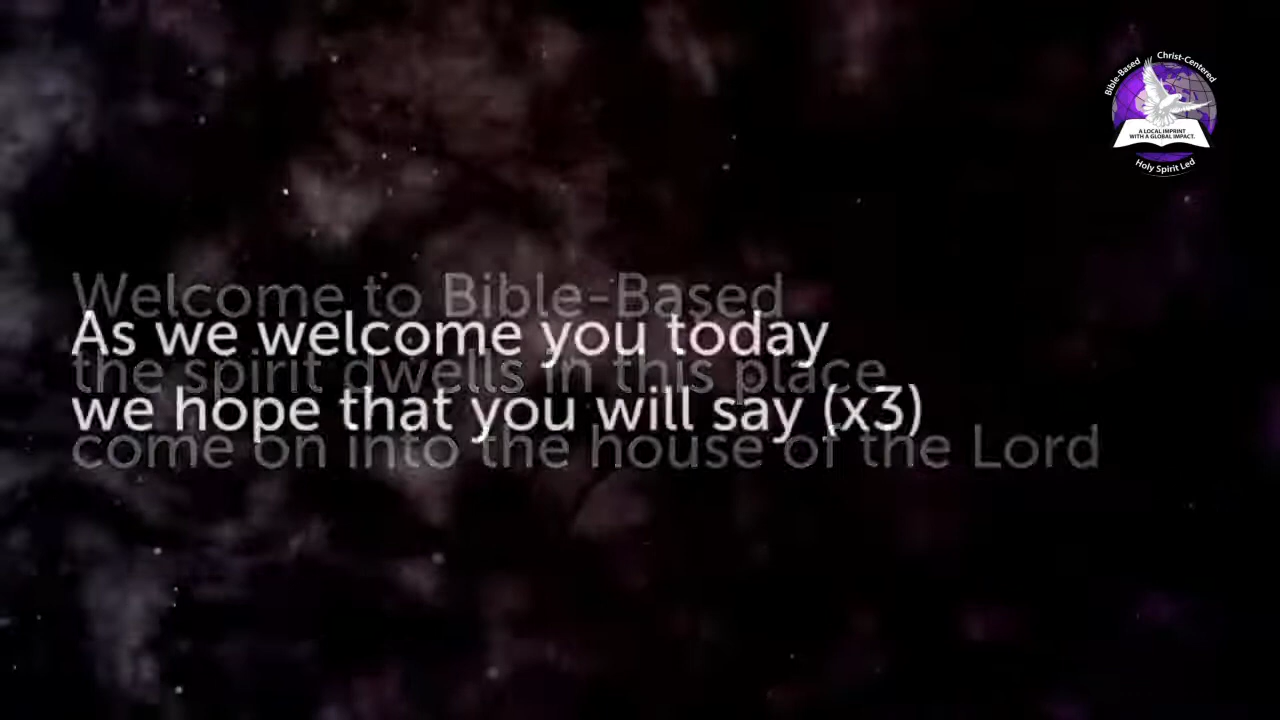 Bible-Based Christ-Centered
A LOCAL IMPRINT
WITH A GLOBAL IMPACT.
Holy Spirit Led
Welcome to Bible-Based
As we welcome you today
the spirit dwells in this place
we hope that you will say (x3)
come on into the house of the Lord